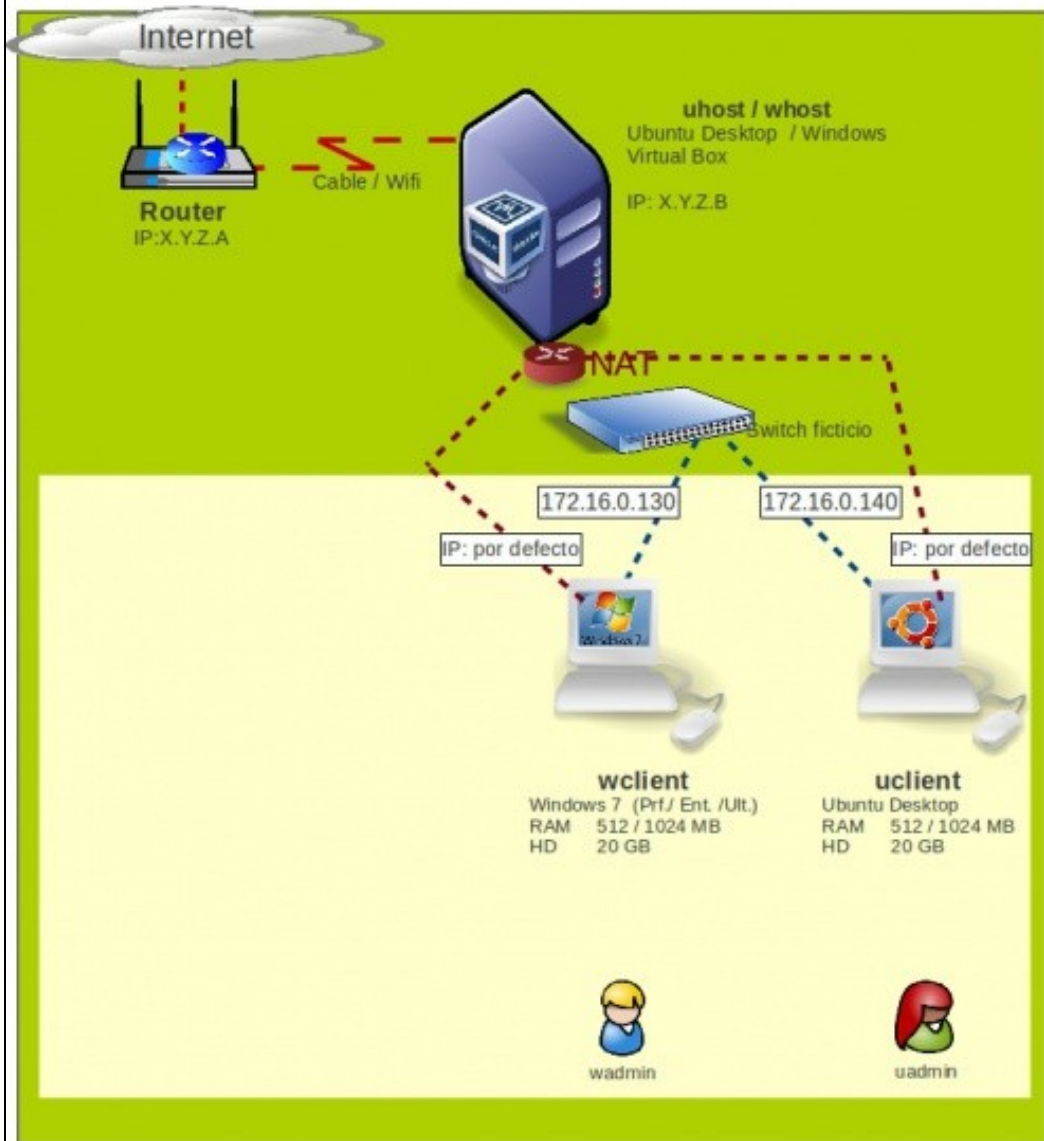 Internet
uhost / whost
Ubuntu Desktop / Windows
Virtual Box
IP: X.Y.Z.B
Cable / Wifi
Router
IP:X.Y.Z.A
NAT
Switch ficticio
172.16.0.130
172.16.0.140
IP: por defecto
IP: por defecto
Windows 7
wclient
Windows 7 (Prf./ Ent. /Ult.)
RAM 512 / 1024 MB
HD 20 GB
uclient
Ubuntu Desktop
RAM 512 / 1024 MB
HD 20 GB
wadmin
uadmin